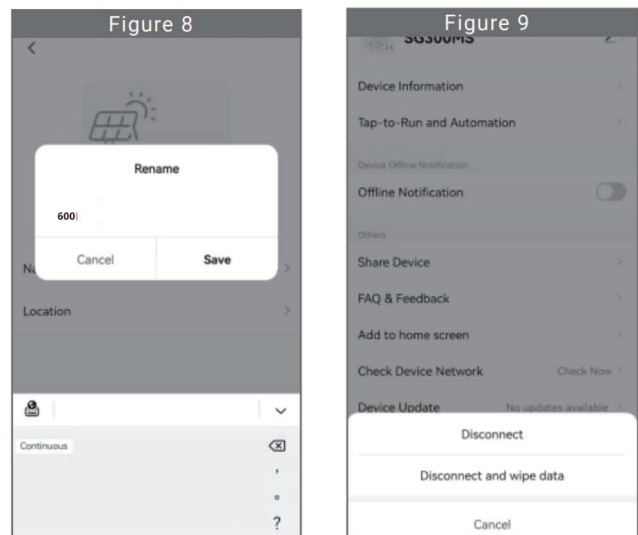 Figure 8
Rename
600
Cancel Save
Location
Continuous
,
。
?
Figure 9
SG300MS
Device Information
Tap-to-Run and Automation
Device Offline Notification
Offline Notification
Others
Share Device
FAQ & Feedback
Add to home screen
Check Device Network Check Now
Device Update No updates available
Disconnect
Disconnect and wipe data
Cancel